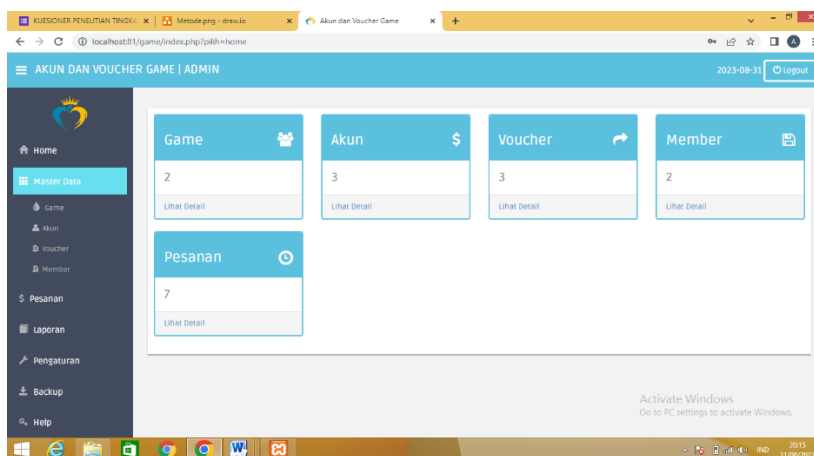 KUESIONER PENELITIAN TINGKA
Metode.png - draw.io
Akun dan Voucher Game
localhost:81/game/index.php?pilih=home
AKUN DAN VOUCHER GAME | ADMIN
2023-08-31
Logout
Home
Master Data
Game
Akun
Voucher
Member
Pesanan
Laporan
Pengaturan
Backup
Help
Game
2
Lihat Detail
Akun
3
Lihat Detail
Voucher
3
Lihat Detail
Member
2
Lihat Detail
Pesanan
7
Lihat Detail
Activate Windows
Go to PC settings to activate Windows.
IND
20:15